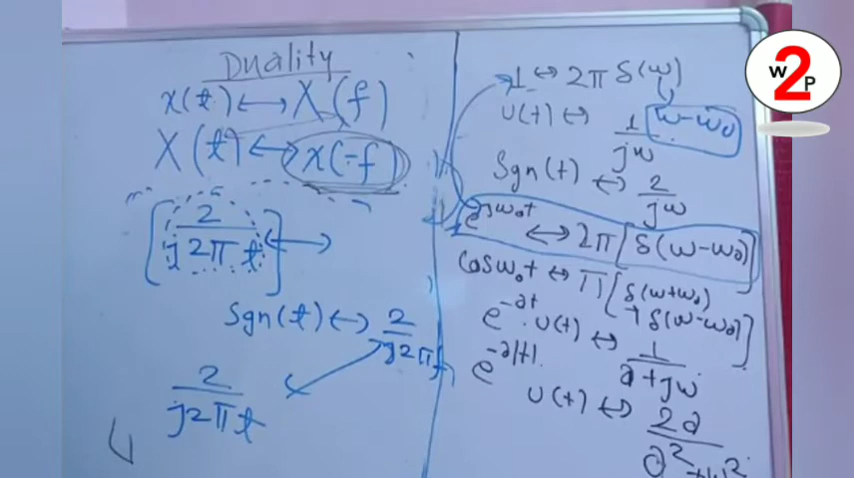 Duality
x(t) ↔ X(f)
X(t) ↔ x(-f)
[2/(j2πt)] ↔
Sgn(t) ↔ 2/(j2πf)
2/(j2πt)
1 ↔ 2π δ(ω)
U(t) ↔ 1/(jω)
ω-ω₀
Sgn(t) ↔ 2/(jω)
e^(jω₀t) ↔ 2π[δ(ω-ω₀)]
Cosω₀t ↔ π[δ(ω+ω₀)
+ δ(ω-ω₀)]
e^(-at).U(t) ↔ 1/(a+jω)
e^(-a|t|).
U(t) ↔ 2a/(a²+ω²)
W2P